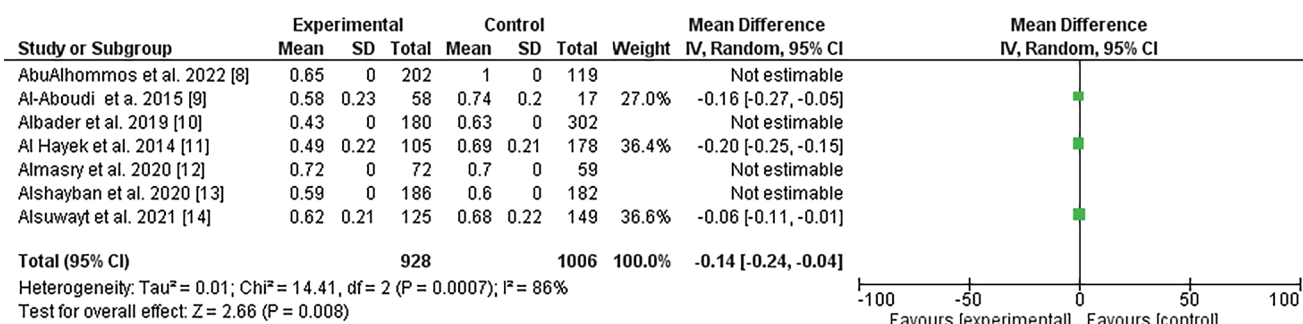 Experimental Control Mean Difference Mean Difference
Study or Subgroup Mean SD Total Mean SD Total Weight IV, Random, 95% CI IV, Random, 95% CI
AbuAlhommos et al. 2022 [8] 0.65 0 202 1 0 119 Not estimable
Al-Aboudi et a. 2015 [9] 0.58 0.23 58 0.74 0.2 17 27.0% -0.16 [-0.27, -0.05]
Albader et al. 2019 [10] 0.43 0 180 0.63 0 302 Not estimable
Al Hayek et al. 2014 [11] 0.49 0.22 105 0.69 0.21 178 36.4% -0.20 [-0.25, -0.15]
Almasry et al. 2020 [12] 0.72 0 72 0.7 0 59 Not estimable
Alshayban et al. 2020 [13] 0.59 0 186 0.6 0 182 Not estimable
Alsuwayt et al. 2021 [14] 0.62 0.21 125 0.68 0.22 149 36.6% -0.06 [-0.11, -0.01]
Total (95% CI) 928 1006 100.0% -0.14 [-0.24, -0.04]
Heterogeneity: Tau² = 0.01; Chi² = 14.41, df = 2 (P = 0.0007); I² = 86%
Test for overall effect: Z = 2.66 (P = 0.008)
-100 -50 0 50 100
Favours [experimental] Favours [control]